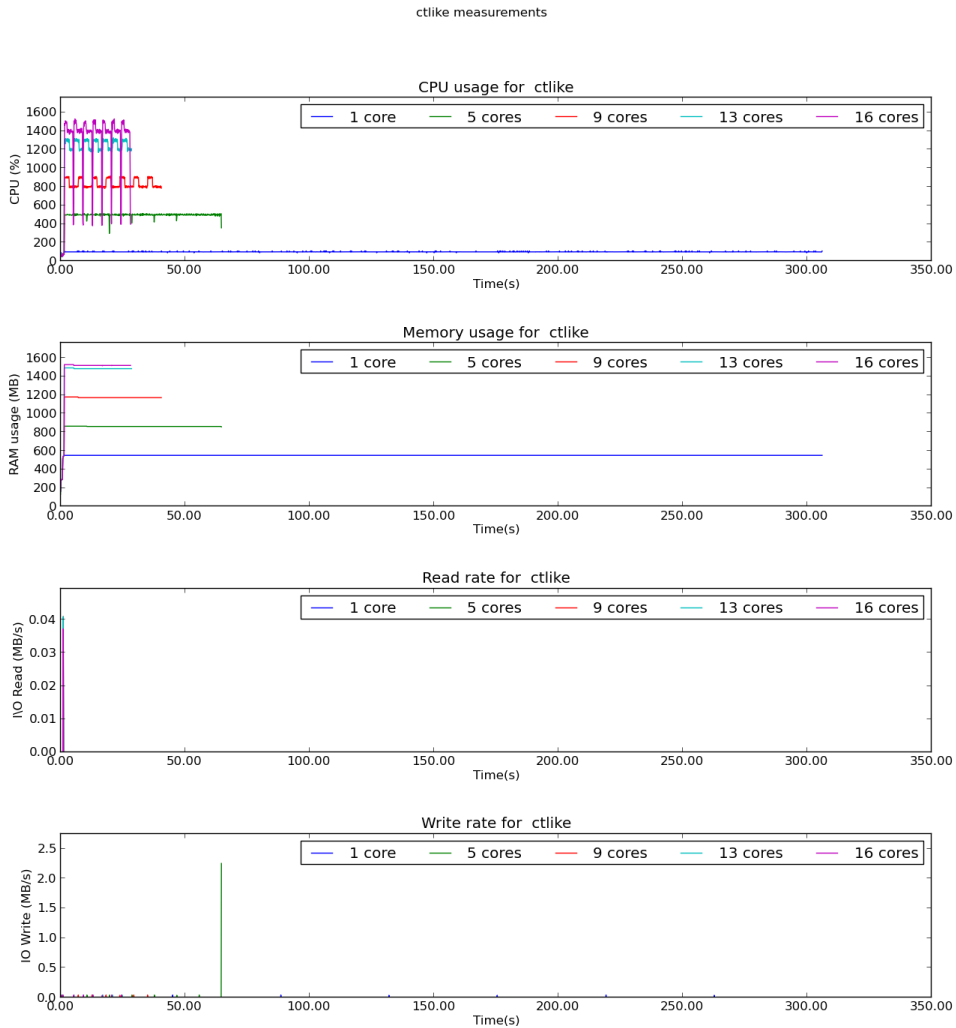 ctlike measurements
CPU usage for ctlike
1 core 5 cores 9 cores 13 cores 16 cores
1600
1400
1200
1000
800
600
400
200
0
CPU (%)
0.00 50.00 100.00 150.00 200.00 250.00 300.00 350.00
Time(s)
Memory usage for ctlike
1 core 5 cores 9 cores 13 cores 16 cores
1600
1400
1200
1000
800
600
400
200
0
RAM usage (MB)
0.00 50.00 100.00 150.00 200.00 250.00 300.00 350.00
Time(s)
Read rate for ctlike
1 core 5 cores 9 cores 13 cores 16 cores
0.04
0.03
0.02
0.01
0.00
I\O Read (MB/s)
0.00 50.00 100.00 150.00 200.00 250.00 300.00 350.00
Time(s)
Write rate for ctlike
1 core 5 cores 9 cores 13 cores 16 cores
2.5
2.0
1.5
1.0
0.5
0.0
IO Write (MB/s)
0.00 50.00 100.00 150.00 200.00 250.00 300.00 350.00
Time(s)